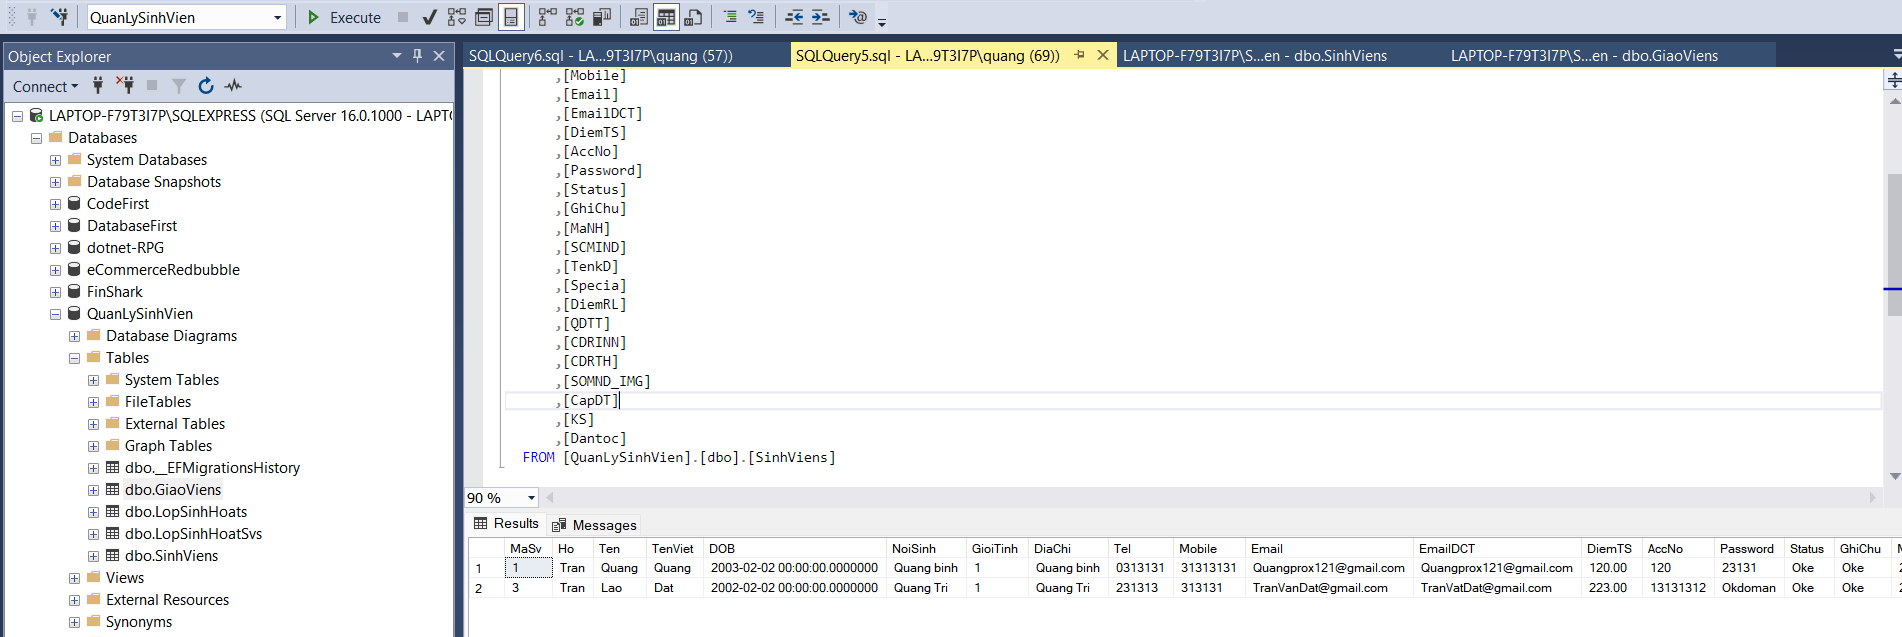 QuanLySinhVien
Execute
Object Explorer
SQLQuery6.sql - LA...9T3I7P\quang (57))
SQLQuery5.sql - LA...9T3I7P\quang (69))
LAPTOP-F79T3I7P\S...en - dbo.SinhViens
LAPTOP-F79T3I7P\S...en - dbo.GiaoViens
Connect
LAPTOP-F79T3I7P\SQLEXPRESS (SQL Server 16.0.1000 - LAPT
Databases
System Databases
Database Snapshots
CodeFirst
DatabaseFirst
dotnet-RPG
eCommerceRedbubble
FinShark
QuanLySinhVien
Database Diagrams
Tables
System Tables
FileTables
External Tables
Graph Tables
dbo.__EFMigrationsHistory
dbo.GiaoViens
dbo.LopSinhHoats
dbo.LopSinhHoatSvs
dbo.SinhViens
Views
External Resources
Synonyms
,[Mobile]
,[Email]
,[EmailDCT]
,[DiemTS]
,[AccNo]
,[Password]
,[Status]
,[GhiChu]
,[MaNH]
,[SCMIND]
,[TenkD]
,[Specia]
,[DiemRL]
,[QDTT]
,[CDRINN]
,[CDRTH]
,[SOMND_IMG]
,[CapDT]
,[KS]
,[Dantoc]
FROM [QuanLySinhVien].[dbo].[SinhViens]
90 %
Results Messages
MaSv Ho Ten TenViet DOB NoiSinh GioiTinh DiaChi Tel Mobile Email EmailDCT DiemTS AccNo Password Status GhiChu
1 1 Tran Quang Quang 2003-02-02 00:00:00.0000000 Quang binh 1 Quang binh 0313131 31313131 Quangprox121@gmail.com Quangprox121@gmail.com 120.00 120 23131 Oke Oke
2 3 Tran Lao Dat 2002-02-02 00:00:00.0000000 Quang Tri 1 Quang Tri 231313 313131 TranVanDat@gmail.com TranVatDat@gmail.com 223.00 13131312 Okdoman Oke Oke